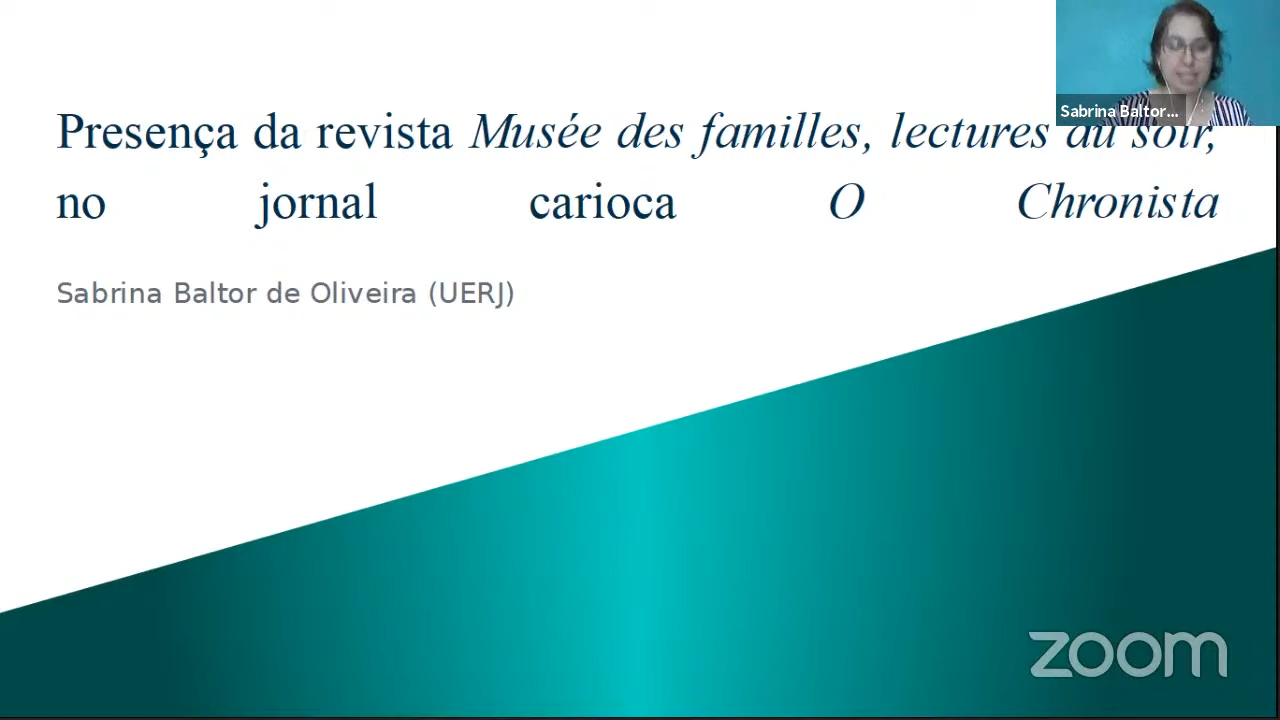 Presença da revista Musée des familles, lectures du soir,
no jornal carioca O Chronista
Sabrina Baltor de Oliveira (UERJ)
Sabrina Baltor...
zoom